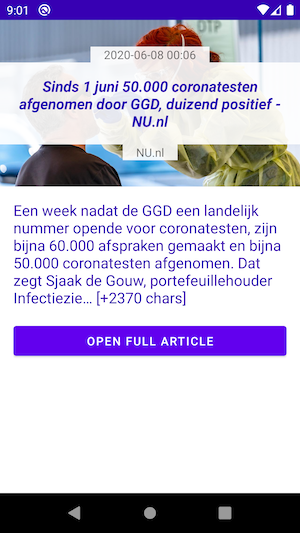 9:01
DTP
2020-06-08 00:06
Sinds 1 juni 50.000 coronatesten
afgenomen door GGD, duizend positief -
NU.nl
NU.nl
Een week nadat de GGD een landelijk
nummer opende voor coronatesten, zijn
bijna 60.000 afspraken gemaakt en bijna
50.000 coronatesten afgenomen. Dat
zegt Sjaak de Gouw, portefeuillehouder
Infectiezie… [+2370 chars]
OPEN FULL ARTICLE